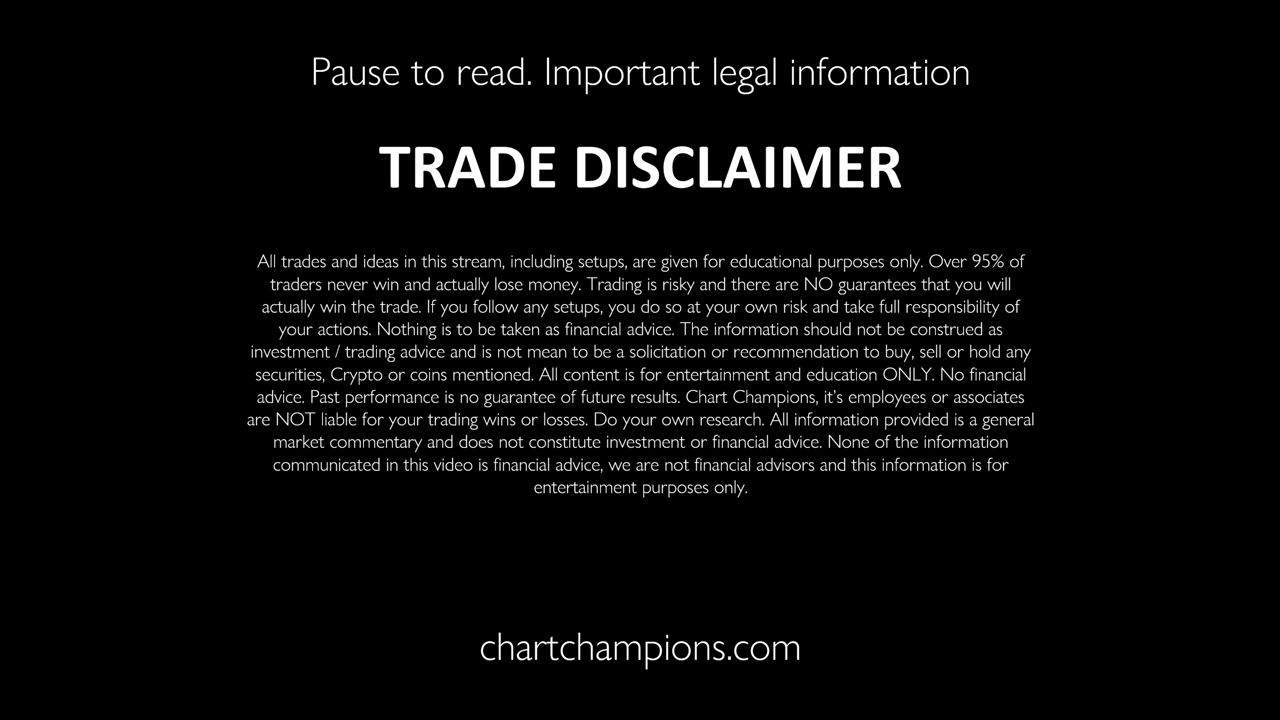 Pause to read. Important legal information
TRADE DISCLAIMER
All trades and ideas in this stream, including setups, are given for educational purposes only. Over 95% of
traders never win and actually lose money. Trading is risky and there are NO guarantees that you will
actually win the trade. If you follow any setups, you do so at your own risk and take full responsibility of
your actions. Nothing is to be taken as financial advice. The information should not be construed as
investment / trading advice and is not mean to be a solicitation or recommendation to buy, sell or hold any
securities, Crypto or coins mentioned. All content is for entertainment and education ONLY. No financial
advice. Past performance is no guarantee of future results. Chart Champions, it’s employees or associates
are NOT liable for your trading wins or losses. Do your own research. All information provided is a general
market commentary and does not constitute investment or financial advice. None of the information
communicated in this video is financial advice, we are not financial advisors and this information is for
entertainment purposes only.
chartchampions.com